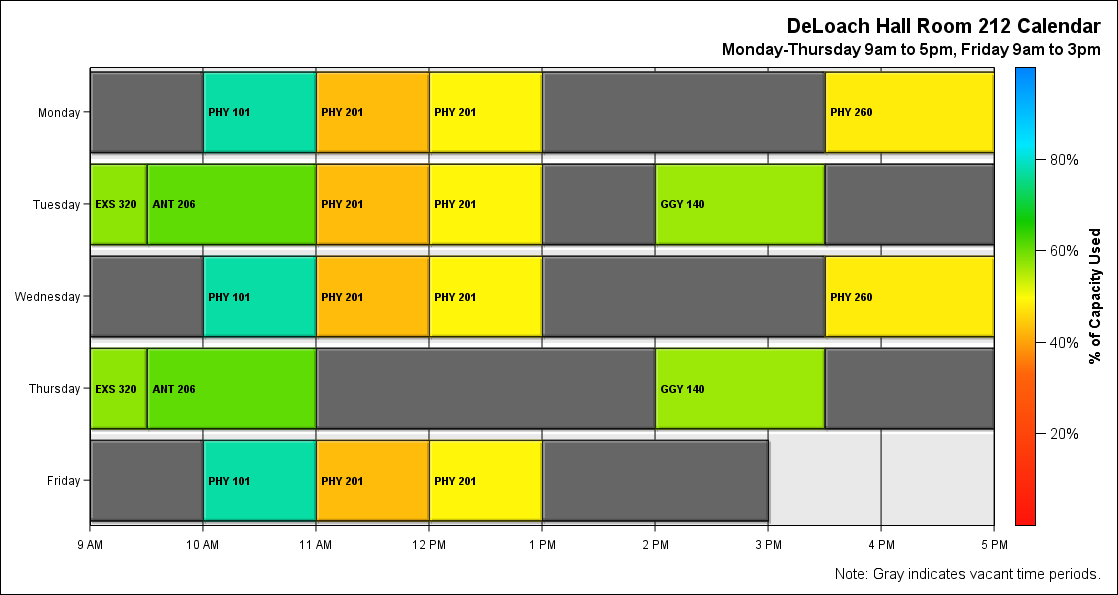 DeLoach Hall Room 212 Calendar
Monday-Thursday 9am to 5pm, Friday 9am to 3pm
Monday
PHY 101
PHY 201
PHY 201
PHY 260
Tuesday
EXS 320
ANT 206
PHY 201
PHY 201
GGY 140
Wednesday
PHY 101
PHY 201
PHY 201
PHY 260
Thursday
EXS 320
ANT 206
GGY 140
Friday
PHY 101
PHY 201
PHY 201
9 AM
10 AM
11 AM
12 PM
1 PM
2 PM
3 PM
4 PM
5 PM
80%
60%
40%
20%
% of Capacity Used
Note: Gray indicates vacant time periods.